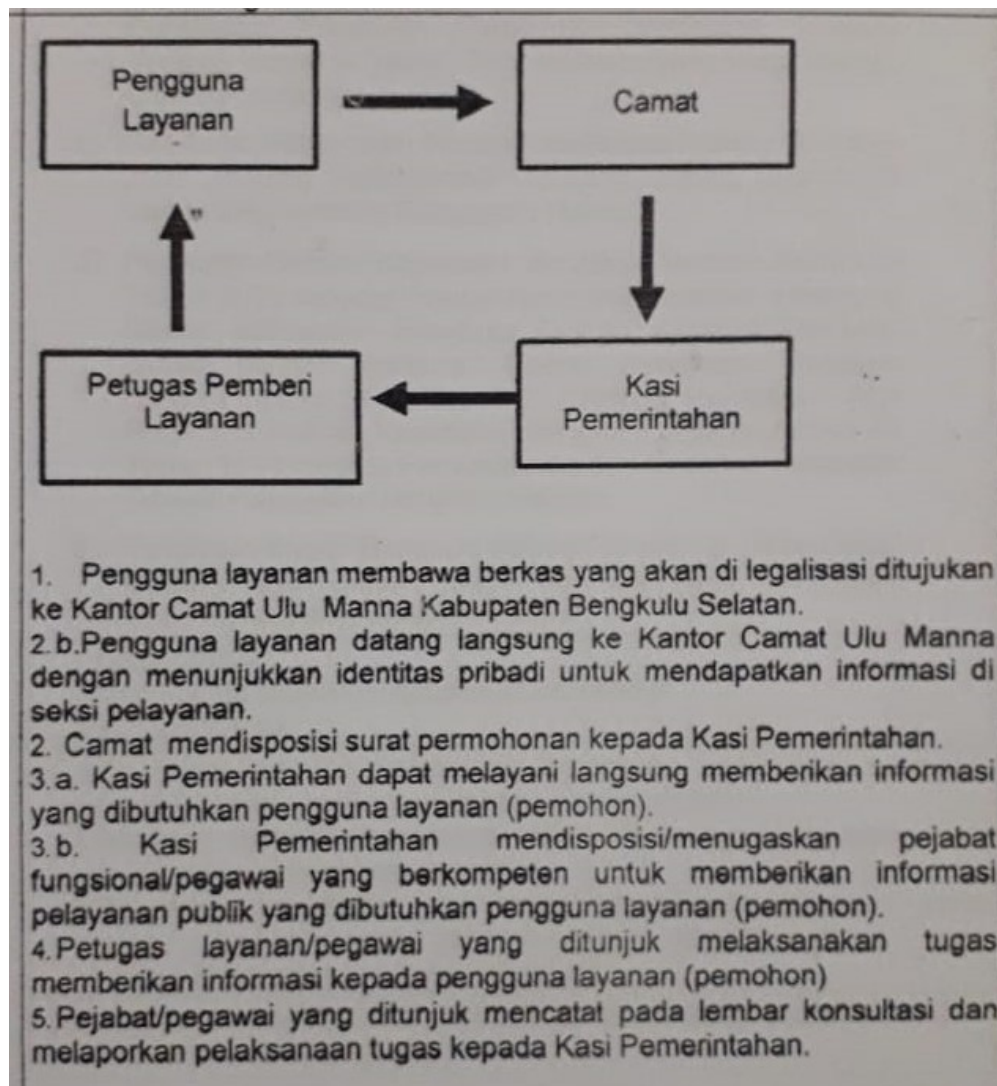 Pengguna
Layanan
Camat
Petugas Pemberi
Layanan
Kasi
Pemerintahan
1. Pengguna layanan membawa berkas yang akan di legalisasi ditujukan
ke Kantor Camat Ulu Manna Kabupaten Bengkulu Selatan.
2.b.Pengguna layanan datang langsung ke Kantor Camat Ulu Manna
dengan menunjukkan identitas pribadi untuk mendapatkan informasi di
seksi pelayanan.
2. Camat mendisposisi surat permohonan kepada Kasi Pemerintahan.
3.a. Kasi Pemerintahan dapat melayani langsung memberikan informasi
yang dibutuhkan pengguna layanan (pemohon).
3.b. Kasi Pemerintahan mendisposisi/menugaskan pejabat
fungsional/pegawai yang berkompeten untuk memberikan informasi
pelayanan publik yang dibutuhkan pengguna layanan (pemohon).
4.Petugas layanan/pegawai yang ditunjuk melaksanakan tugas
memberikan informasi kepada pengguna layanan (pemohon)
5.Pejabat/pegawai yang ditunjuk mencatat pada lembar konsultasi dan
melaporkan pelaksanaan tugas kepada Kasi Pemerintahan.